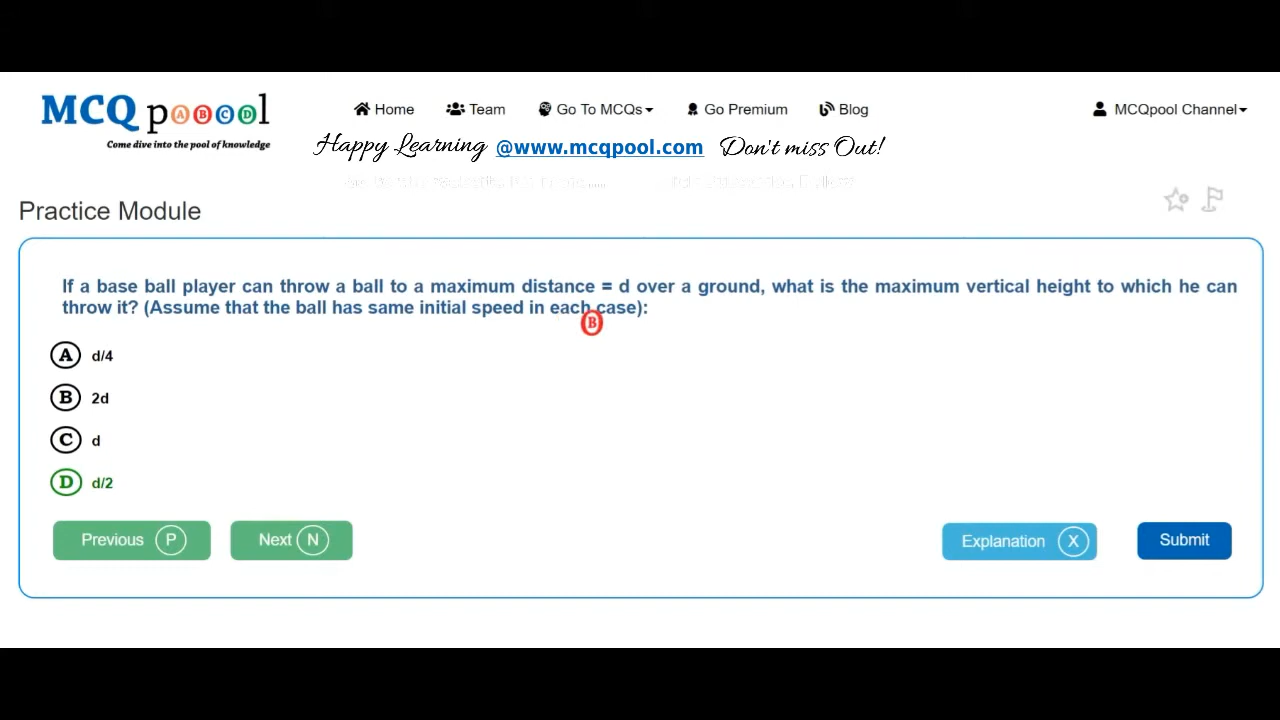 MCQ pABCDl
Come dive into the pool of knowledge
Home Team Go To MCQs Go Premium Blog MCQpool Channel
Happy Learning @www.mcqpool.com Don't miss Out!
Practice Module
If a base ball player can throw a ball to a maximum distance = d over a ground, what is the maximum vertical height to which he can
throw it? (Assume that the ball has same initial speed in each case):
B
A d/4
B 2d
C d
D d/2
Previous P Next N Explanation X Submit